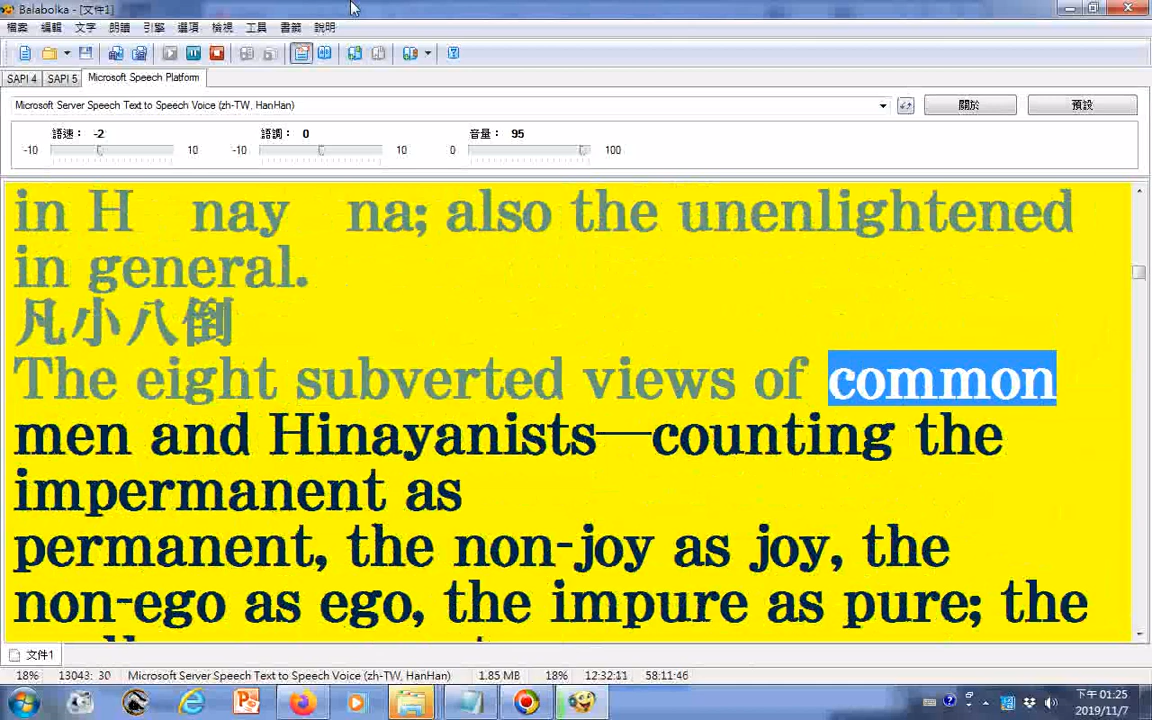 Balabolka - [文件1]
檔案 編輯 文字 朗讀 引擎 選項 檢視 工具 書籤 說明
SAPI 4 SAPI 5 Microsoft Speech Platform
Microsoft Server Speech Text to Speech Voice (zh-TW, HanHan) 關於 預設
語速： -2 語調： 0 音量： 95
-10 10 -10 10 0 100
in H nay na; also the unenlightened
in general.
凡小八倒
The eight subverted views of common
men and Hinayanists—counting the
impermanent as
permanent, the non-joy as joy, the
non-ego as ego, the impure as pure; the
文件1
18% 13043: 30 Microsoft Server Speech Text to Speech Voice (zh-TW, HanHan) 1.85 MB 18% 12:32:11 58:11:46
下午 01:25
2019/11/7